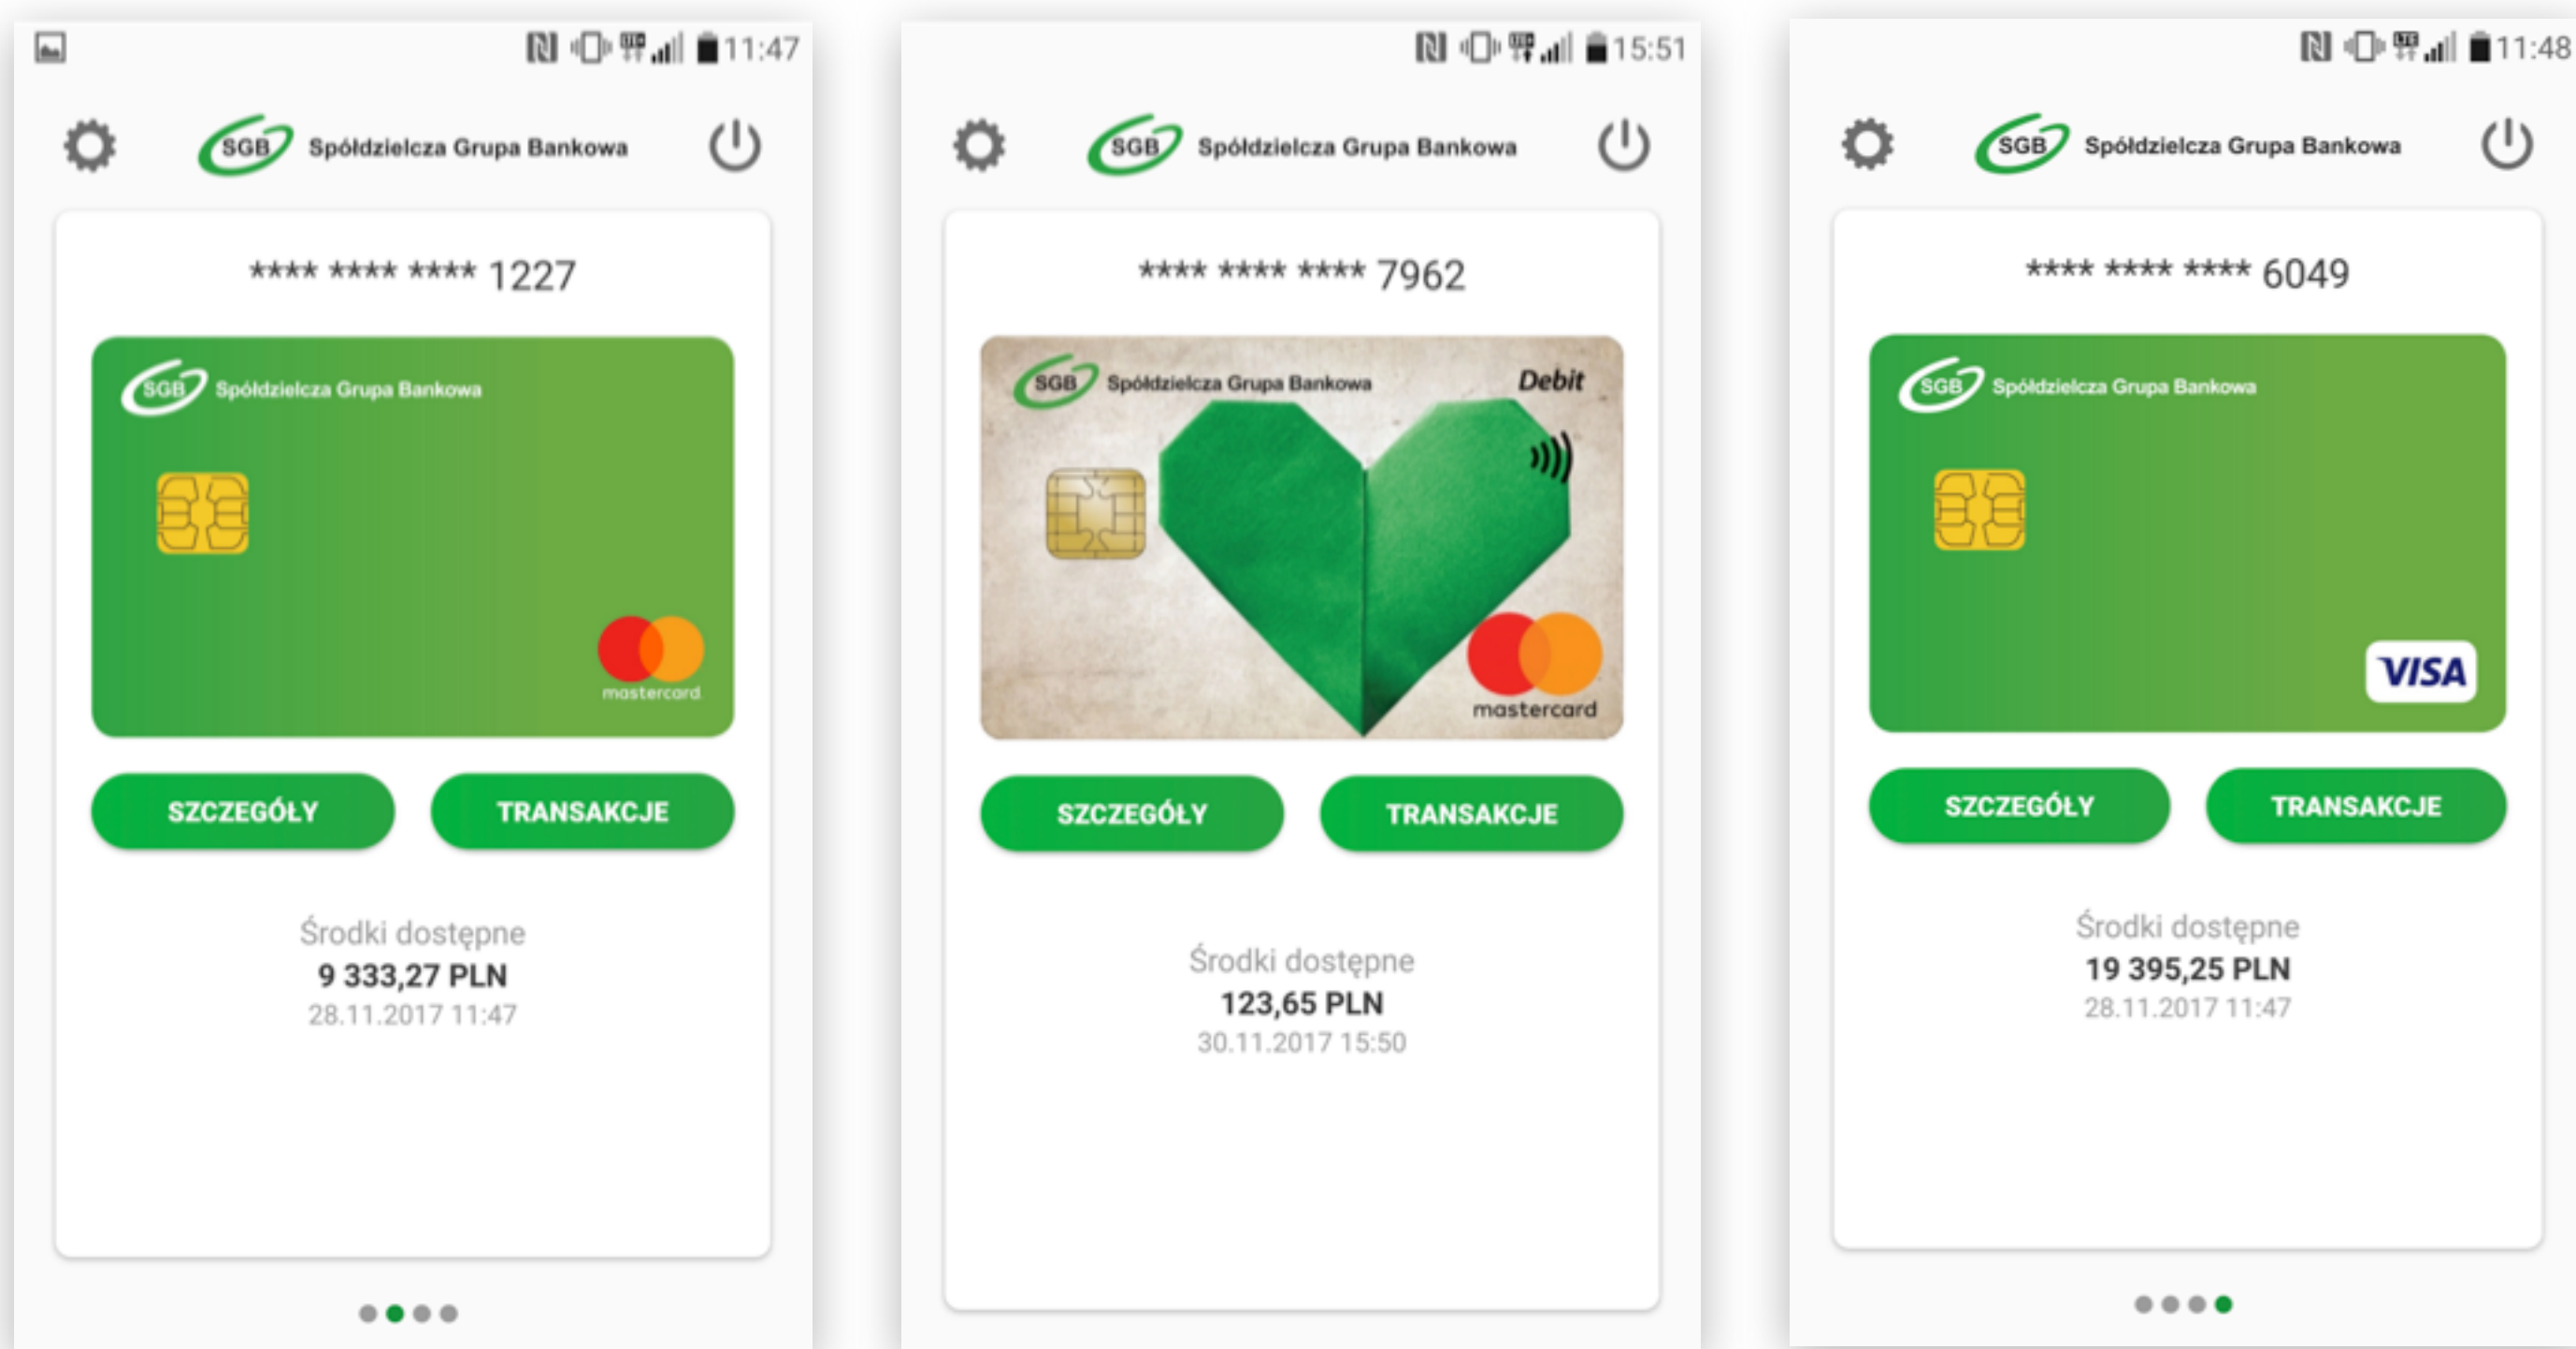 11:47
SGB Spółdzielcza Grupa Bankowa
**** **** **** 1227
SGB Spółdzielcza Grupa Bankowa
mastercard
SZCZEGÓŁY TRANSAKCJE
Środki dostępne
9 333,27 PLN
28.11.2017 11:47
15:51
SGB Spółdzielcza Grupa Bankowa
**** **** **** 7962
SGB Spółdzielcza Grupa Bankowa Debit
mastercard
SZCZEGÓŁY TRANSAKCJE
Środki dostępne
123,65 PLN
30.11.2017 15:50
LTE 11:48
SGB Spółdzielcza Grupa Bankowa
**** **** **** 6049
SGB Spółdzielcza Grupa Bankowa
VISA
SZCZEGÓŁY TRANSAKCJE
Środki dostępne
19 395,25 PLN
28.11.2017 11:47